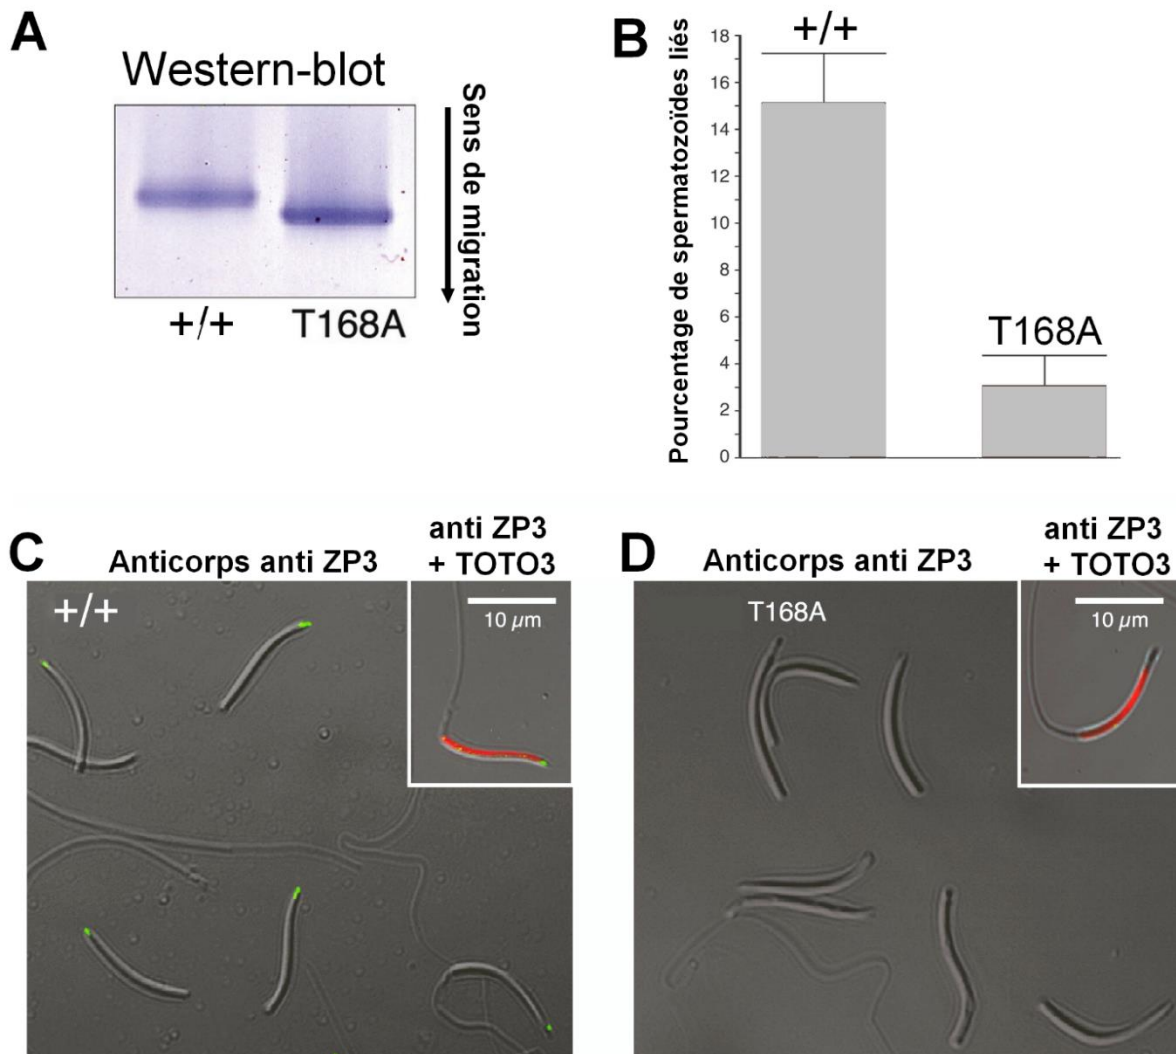 A
Western-blot
Sens de migration
+/+
T168A
B
Pourcentage de spermatozoïdes liés
18
16
14
12
10
8
6
4
2
0
+/+
T168A
C
Anticorps anti ZP3
anti ZP3
+ TOTO3
+/+
10 µm
D
Anticorps anti ZP3
anti ZP3
+ TOTO3
T168A
10 µm